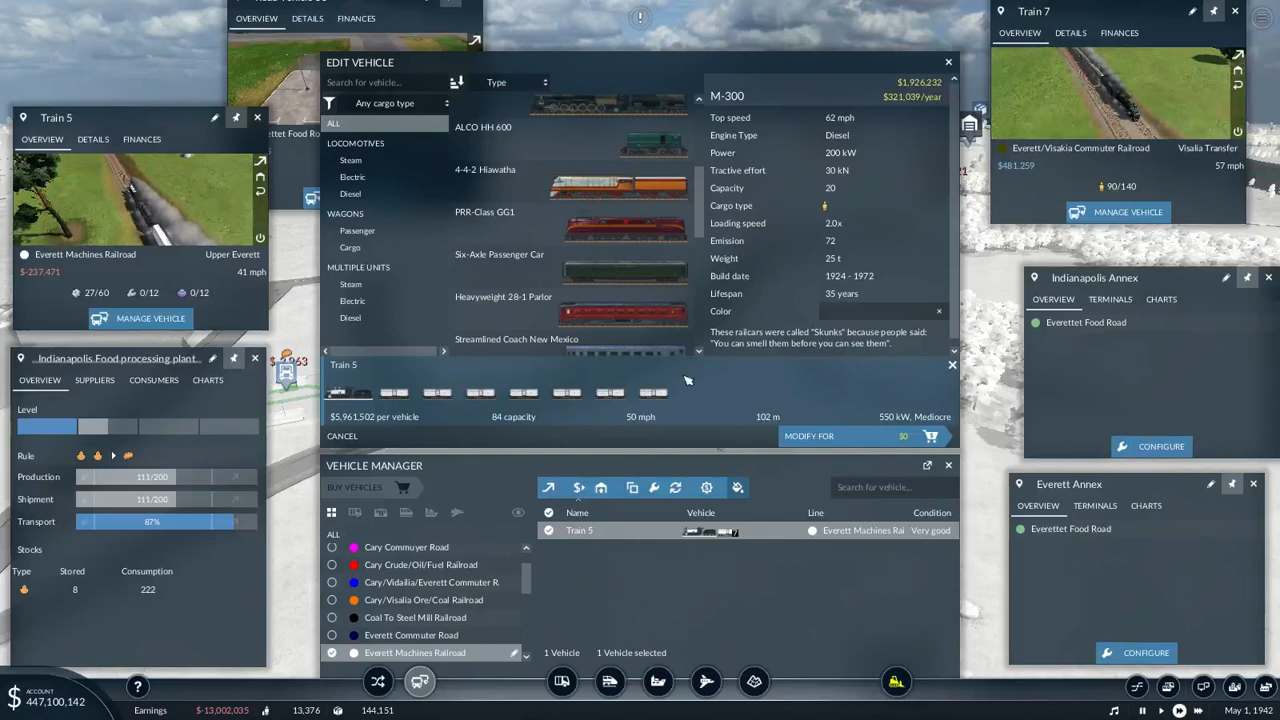 OVERVIEW DETAILS FINANCES
Train 7
OVERVIEW DETAILS FINANCES
Everett/Visakia Commuter Railroad Visalia Transfer
$481,259 57 mph
90/140
MANAGE VEHICLE
Train 5
OVERVIEW DETAILS FINANCES
Everett Machines Railroad Upper Everett
$-237,471 41 mph
27/60 0/12 0/12
MANAGE VEHICLE
EDIT VEHICLE
Search for vehicle... Type
Any cargo type
ALL
LOCOMOTIVES
Steam
Electric
Diesel
WAGONS
Passenger
Cargo
MULTIPLE UNITS
Steam
Electric
Diesel
ALCO HH 600
4-4-2 Hiawatha
PRR-Class GG1
Six-Axle Passenger Car
Heavyweight 28-1 Parlor
Streamlined Coach New Mexico
$1,926,232
M-300 $321,039/year
Top speed 62 mph
Engine Type Diesel
Power 200 kW
Tractive effort 30 kN
Capacity 20
Cargo type
Loading speed 2.0x
Emission 72
Weight 25 t
Build date 1924 - 1972
Lifespan 35 years
Color
These railcars were called "Skunks" because people said:
"You can smell them before you can see them".
Train 5
$5,961,502 per vehicle 84 capacity 50 mph 102 m 550 kW, Mediocre
CANCEL MODIFY FOR $0
...Indianapolis Food processing plant...
OVERVIEW SUPPLIERS CONSUMERS CHARTS
Level
Rule
Production 111/200
Shipment 111/200
Transport 87%
Stocks
Type Stored Consumption
8 222
VEHICLE MANAGER
BUY VEHICLES Search for vehicle...
Name Vehicle Line Condition
Train 5 7 Everett Machines Rai Very good
ALL
Cary Commuyer Road
Cary Crude/Oil/Fuel Railroad
Cary/Vidailia/Everett Commuter R
Cary/Visalia Ore/Coal Railroad
Coal To Steel Mill Railroad
Everett Commuter Road
Everett Machines Railroad
1 Vehicle 1 Vehicle selected
Indianapolis Annex
OVERVIEW TERMINALS CHARTS
Everettet Food Road
CONFIGURE
Everett Annex
OVERVIEW TERMINALS CHARTS
Everettet Food Road
CONFIGURE
$ ACCOUNT
447,100,142
?
Earnings $-13,002,035 13,376 144,151
May 1, 1942